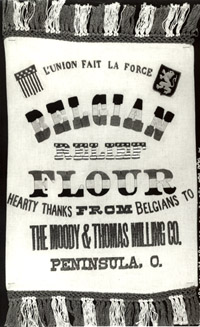 L'UNION FAIT LA FORCE
BELGIAN
RELIEF
FLOUR
HEARTY THANKS FROM BELGIANS TO
THE MOODY & THOMAS MILLING CO.
PENINSULA, O.